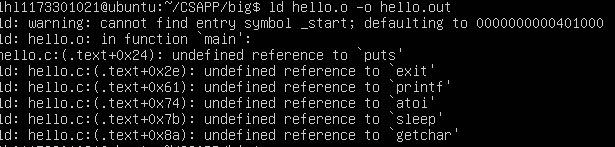 lhl1173301021@ubuntu:~/CSAPP/big$ ld hello.o -o hello.out
ld: warning: cannot find entry symbol _start; defaulting to 0000000000401000
ld: hello.o: in function `main':
hello.c:(.text+0x24): undefined reference to `puts'
ld: hello.c:(.text+0x2e): undefined reference to `exit'
ld: hello.c:(.text+0x61): undefined reference to `printf'
ld: hello.c:(.text+0x74): undefined reference to `atoi'
ld: hello.c:(.text+0x7b): undefined reference to `sleep'
ld: hello.c:(.text+0x8a): undefined reference to `getchar'